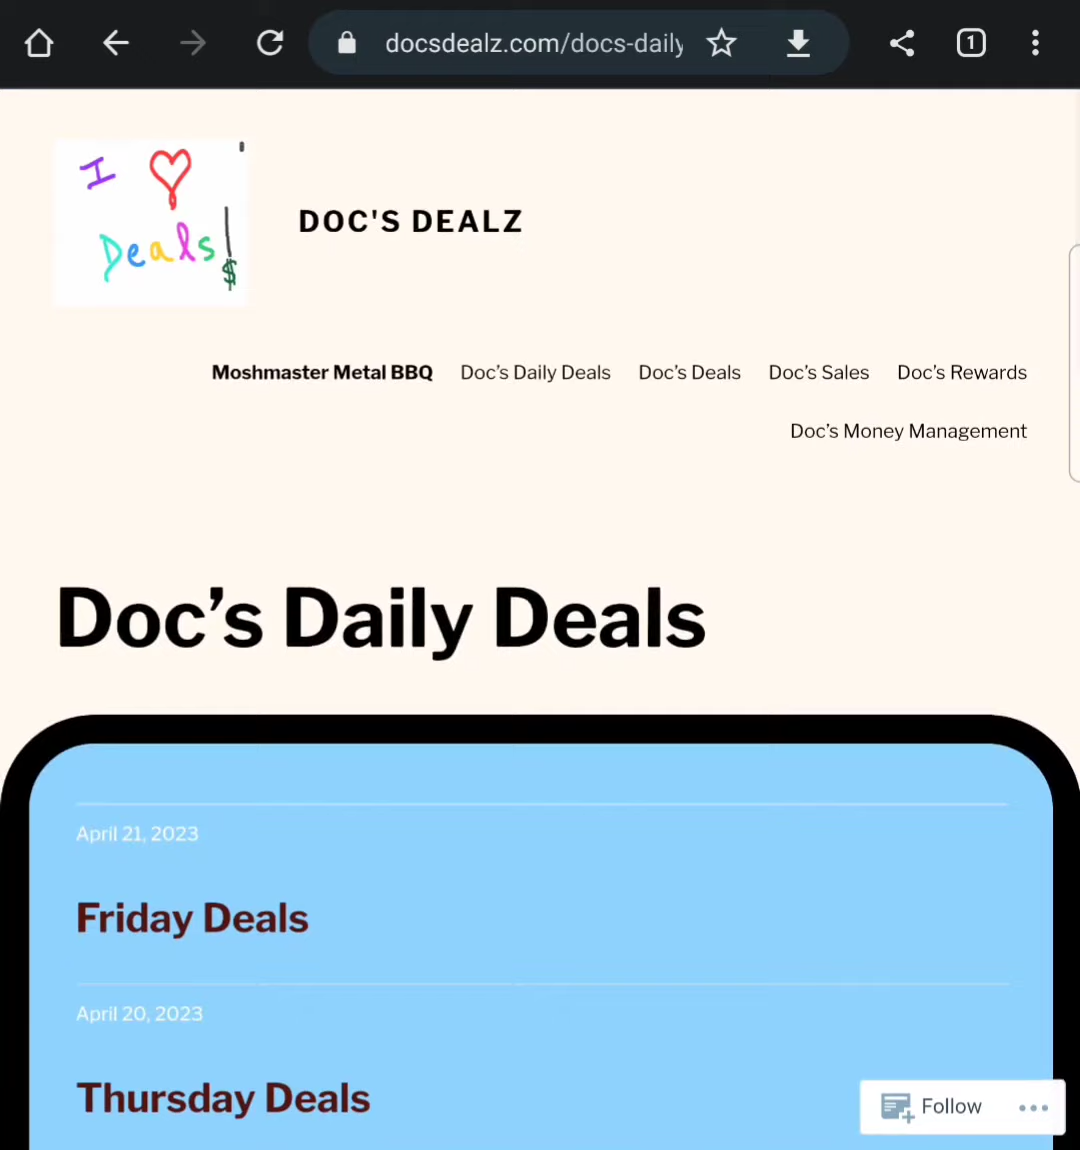 docsdealz.com/docs-daily
1
I
Deals!
$
DOC'S DEALZ
Moshmaster Metal BBQ Doc’s Daily Deals Doc’s Deals Doc’s Sales Doc’s Rewards
Doc’s Money Management
Doc’s Daily Deals
April 21, 2023
Friday Deals
April 20, 2023
Thursday Deals
Follow